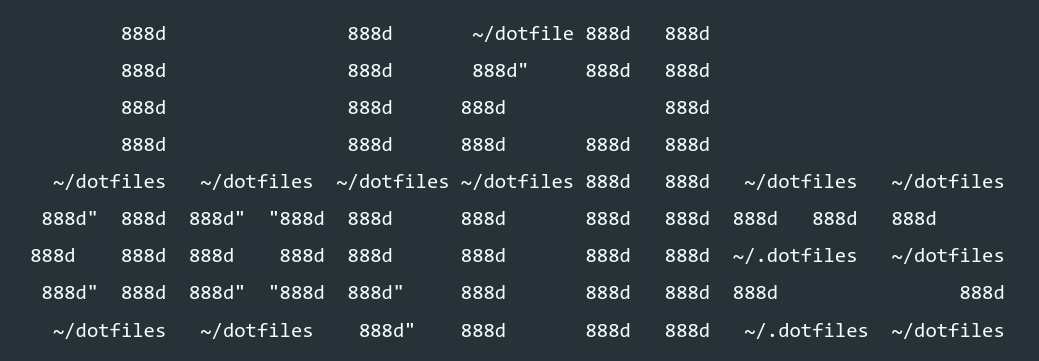 888d                888d       ~/dotfile 888d   888d
        888d                888d       888d"     888d   888d
        888d                888d      888d              888d
        888d                888d      888d       888d   888d
  ~/dotfiles   ~/dotfiles  ~/dotfiles ~/dotfiles 888d   888d   ~/dotfiles   ~/dotfiles
 888d"  888d  888d"  "888d  888d      888d       888d   888d  888d   888d   888d
888d    888d  888d    888d  888d      888d       888d   888d  ~/.dotfiles   ~/dotfiles
 888d"  888d  888d"  "888d  888d"     888d       888d   888d  888d                888d
  ~/dotfiles   ~/dotfiles    888d"    888d       888d   888d   ~/.dotfiles  ~/dotfiles